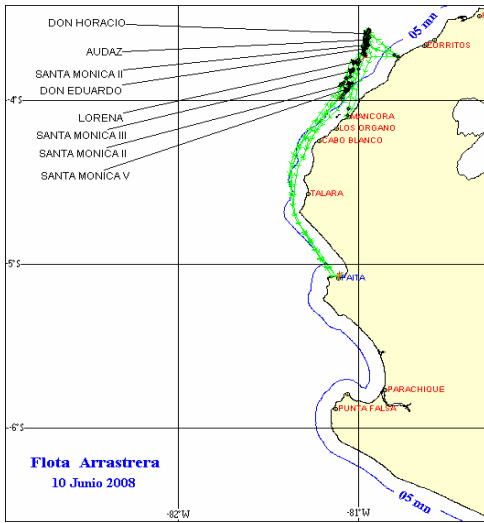 DON HORACIO
AUDAZ
SANTA MONICA II
DON EDUARDO
LORENA
SANTA MONICA III
SANTA MONICA II
SANTA MONICA V
05 mn
ZORRITOS
-4°S
MANCORA
LOS ORGANO
CABO BLANCO
TALARA
-5°S
PAITA
PARACHIQUE
PUNTA FALSA
-6°S
Flota Arrastrera
10 Junio 2008
-82°W
-81°W
05 mn